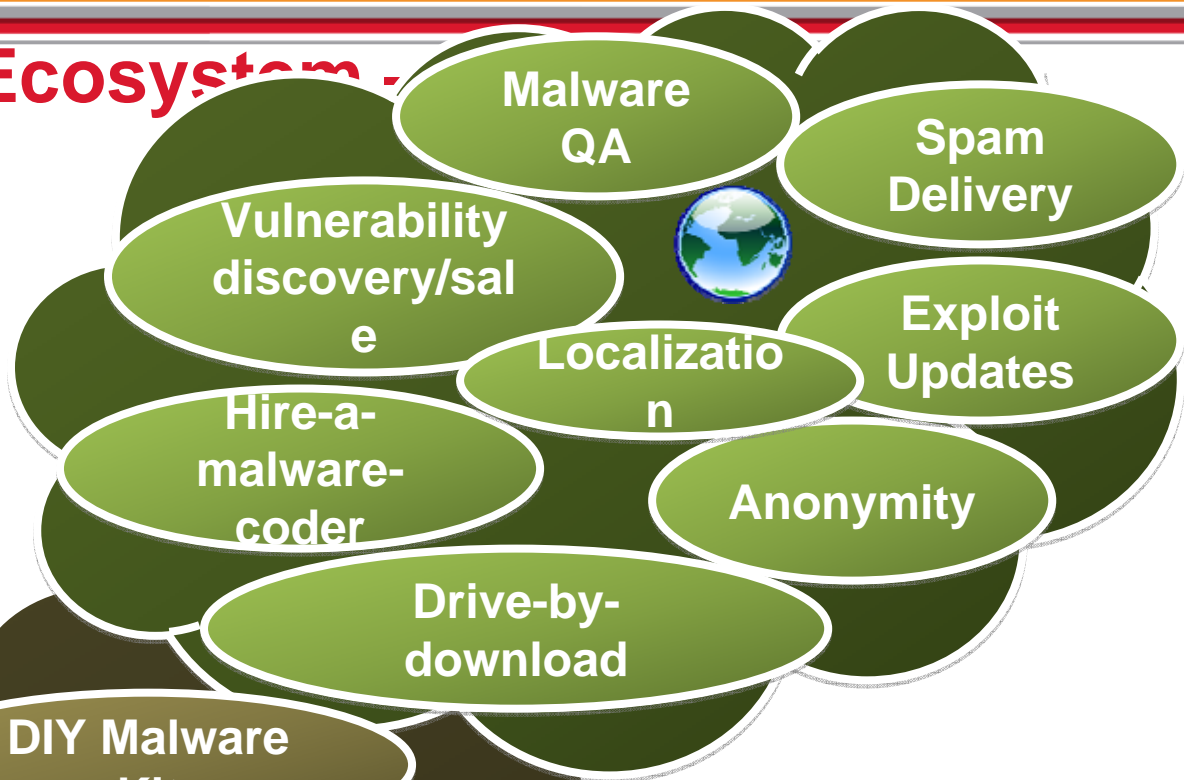 Ecosystem -
Malware
QA
Spam
Delivery
Vulnerability
discovery/sal
e
Exploit
Updates
Localizatio
n
Hire-a-
malware-
coder
Anonymity
Drive-by-
download
DIY Malware